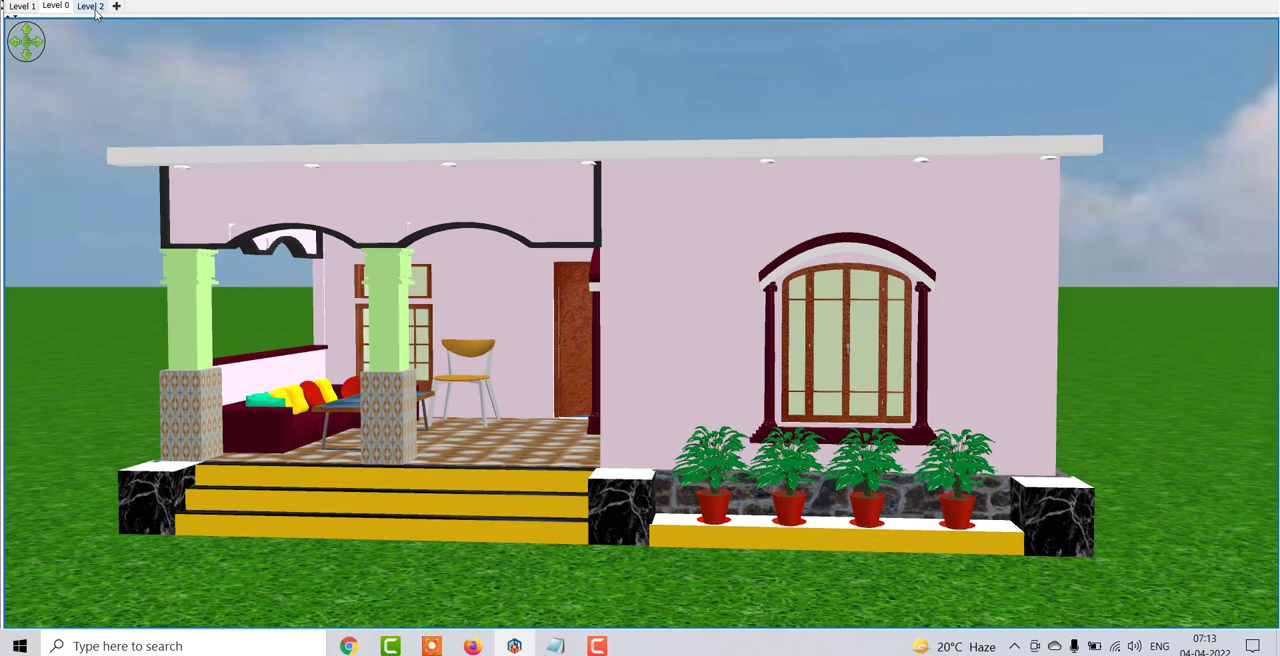 Level 1 Level 0 Level 2
Type here to search
20°C Haze
ENG
07:13
04-04-2022